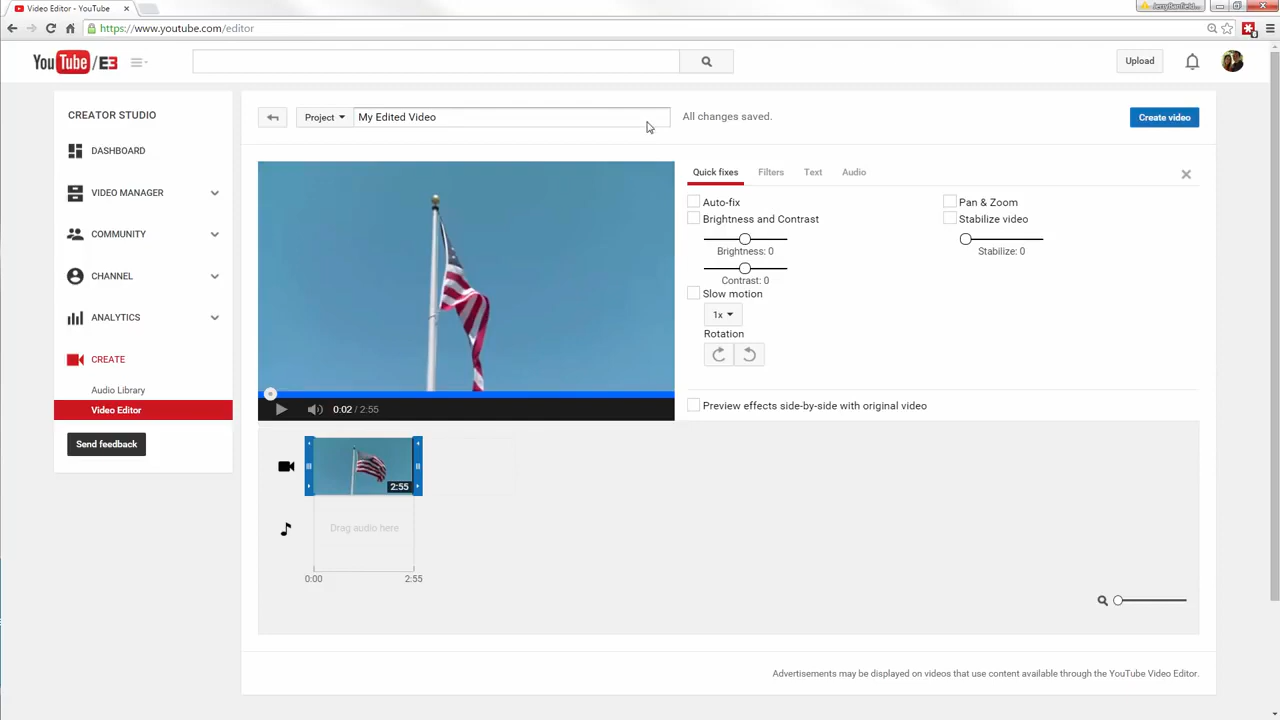 Video Editor - YouTube
https://www.youtube.com/editor
YouTube /E3
Upload
CREATOR STUDIO
DASHBOARD
VIDEO MANAGER
COMMUNITY
CHANNEL
ANALYTICS
CREATE
Audio Library
Video Editor
Send feedback
Project
My Edited Video
All changes saved.
Create video
0:02 / 2:55
Quick fixes
Filters
Text
Audio
Auto-fix
Brightness and Contrast
Brightness: 0
Contrast: 0
Slow motion
1x
Rotation
Pan & Zoom
Stabilize video
Stabilize: 0
Preview effects side-by-side with original video
2:55
Drag audio here
0:00
2:55
Advertisements may be displayed on videos that use content available through the YouTube Video Editor.